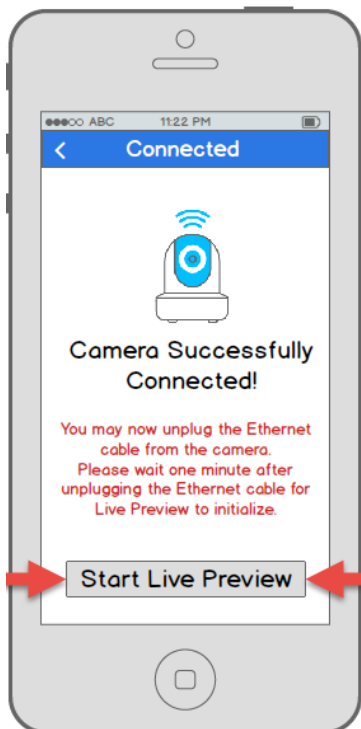 ABC 11:22 PM
< Connected
Camera Successfully
Connected!
You may now unplug the Ethernet
cable from the camera.
Please wait one minute after
unplugging the Ethernet cable for
Live Preview to initialize.
Start Live Preview